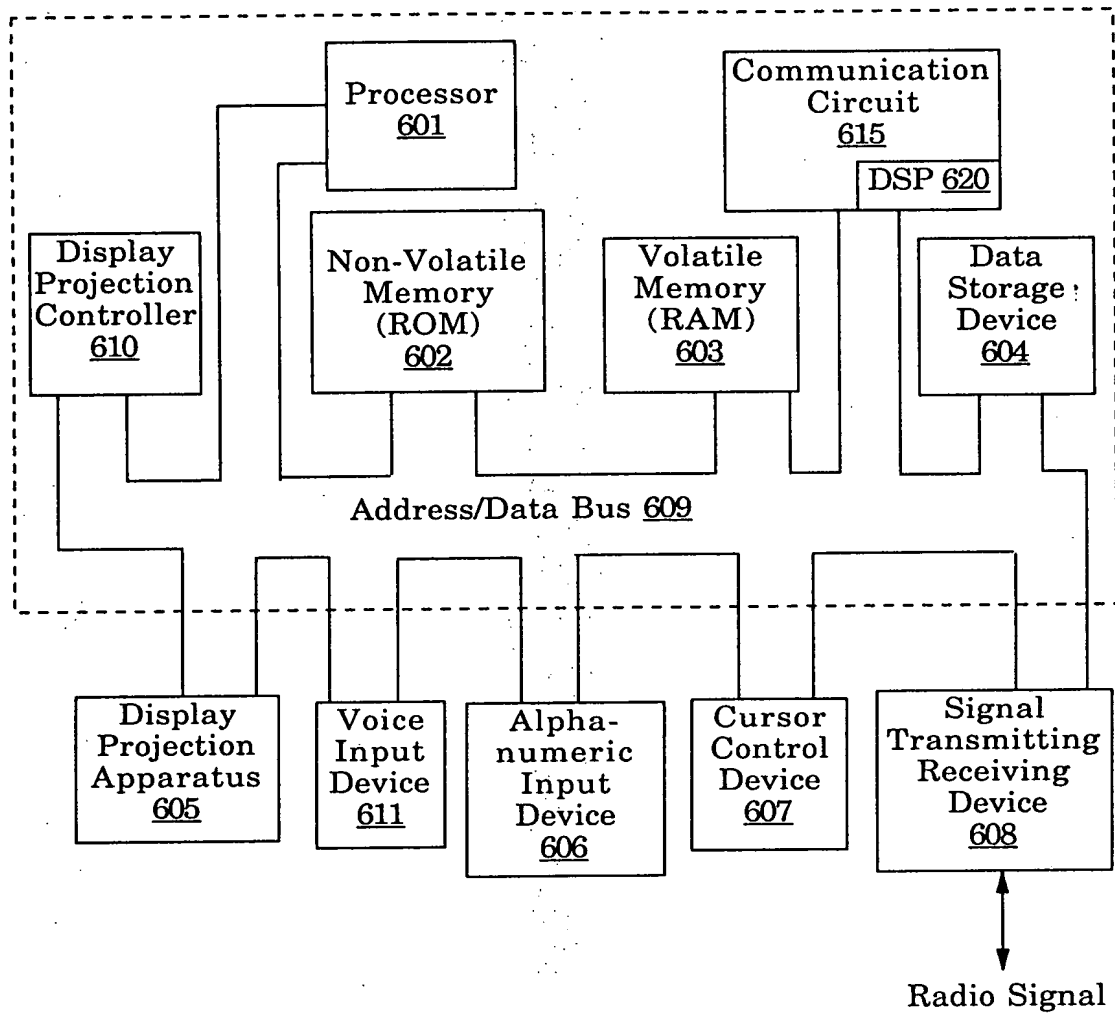 Processor
601
Communication
Circuit
615
DSP 620
Display
Projection
Controller
610
Non-Volatile
Memory
(ROM)
602
Volatile
Memory
(RAM)
603
Data
Storage
Device
604
Address/Data Bus 609
Display
Projection
Apparatus
605
Voice
Input
Device
611
Alpha-
numeric
Input
Device
606
Cursor
Control
Device
607
Signal
Transmitting
Receiving
Device
608
Radio Signal